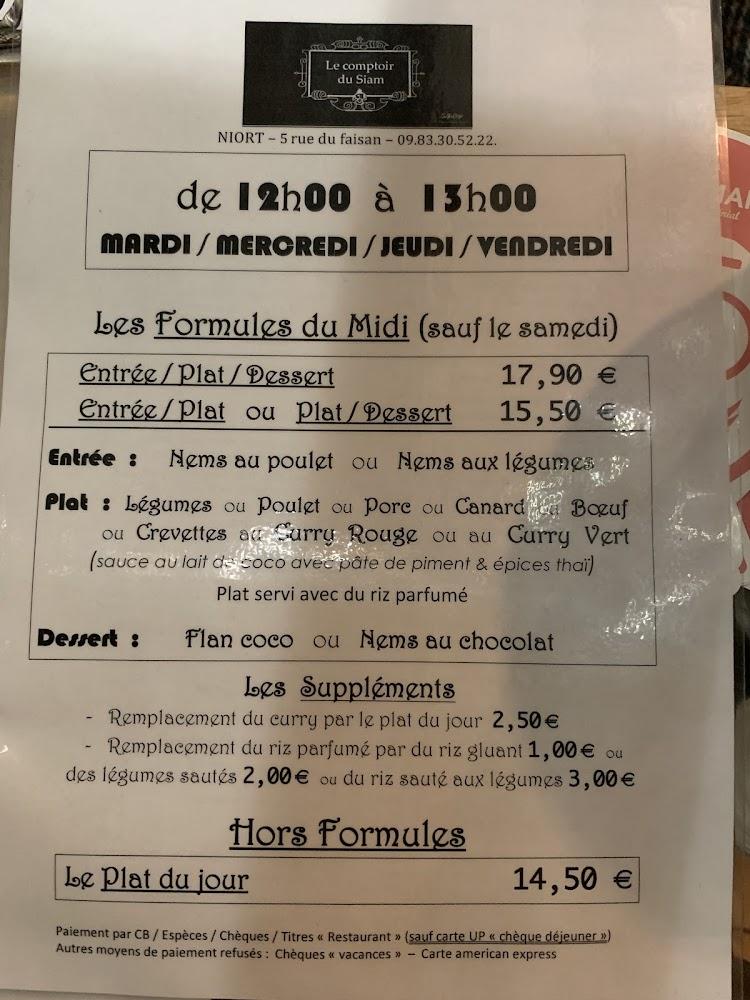 Le comptoir
du Siam
NIORT – 5 rue du faisan – 09.83.30.52.22.
de 12h00 à 13h00
MARDI / MERCREDI / JEUDI / VENDREDI
Les Formules du Midi (sauf le samedi)
Entrée / Plat / Dessert 17,90 €
Entrée / Plat ou Plat / Dessert 15,50 €
Entrée : Nems au poulet ou Nems aux légumes
Plat : Légumes ou Poulet ou Porc ou Canard ou Bœuf
ou Crevettes au Curry Rouge ou au Curry Vert
(sauce au lait de coco avec pâte de piment & épices thaï)
Plat servi avec du riz parfumé
Dessert : Flan coco ou Nems au chocolat
Les Suppléments
- Remplacement du curry par le plat du jour 2,50€
- Remplacement du riz parfumé par du riz gluant 1,00€ ou
des légumes sautés 2,00€ ou du riz sauté aux légumes 3,00€
Hors Formules
Le Plat du jour 14,50 €
Paiement par CB / Espèces / Chèques / Titres « Restaurant » (sauf carte UP « chèque déjeuner »)
Autres moyens de paiement refusés : Chèques « vacances » – Carte american express